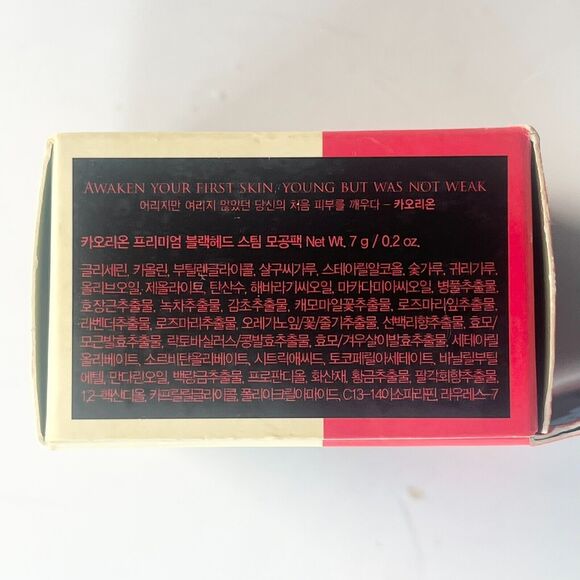 AWAKEN YOUR FIRST SKIN, YOUNG BUT WAS NOT WEAK
어리지만 여리지 않았던 당신의 처음 피부를 깨우다 - 카오리온
카오리온 프리미엄 블랙헤드 스팀 모공팩 Net Wt. 7 g / 0.2 oz.
글리세린, 카올린, 부틸렌글라이콜, 살구씨가루, 스테아릴알코올, 숯가루, 귀리가루,
올리브오일, 제올라이트, 탄산수, 해바라기씨오일, 마카다미아씨오일, 병풀추출물,
호장근추출물, 녹차추출물, 감초추출물, 캐모마일꽃추출물, 로즈마리잎추출물,
라벤더추출물, 로즈마리추출물, 오레가노잎/꽃/줄기추출물, 선백리향추출물, 효모/
무근발효추출물, 락토바실러스/콩발효추출물, 효모/겨우살이발효추출물, 세테아릴
올리베이트, 소르비탄올리베이트, 시트릭애씨드, 토코페릴아세테이트, 바닐릴부틸
에틸, 만다린오일, 백량금추출물, 프로판디올, 화산재, 황금추출물, 팔각회향추출물,
1,2-헥산디올, 카프릴릴글라이콜, 폴리아크릴아마이드, C13-14이소파라핀, 라우레스-7